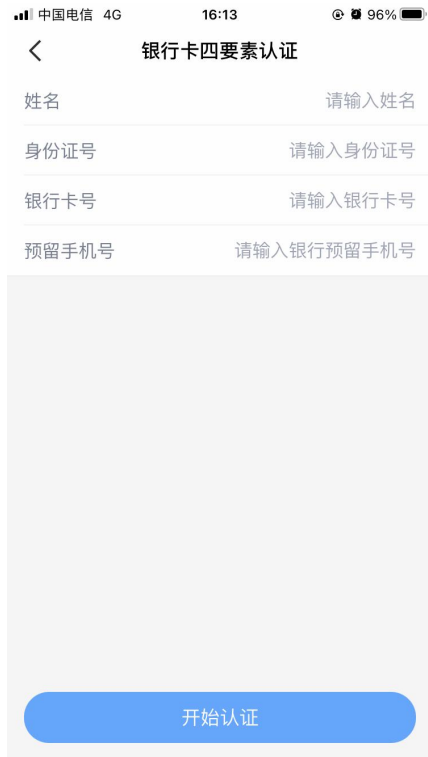 中国电信 4G 16:13 96%
银行卡四要素认证
姓名 请输入姓名
身份证号 请输入身份证号
银行卡号 请输入银行卡号
预留手机号 请输入银行预留手机号
开始认证